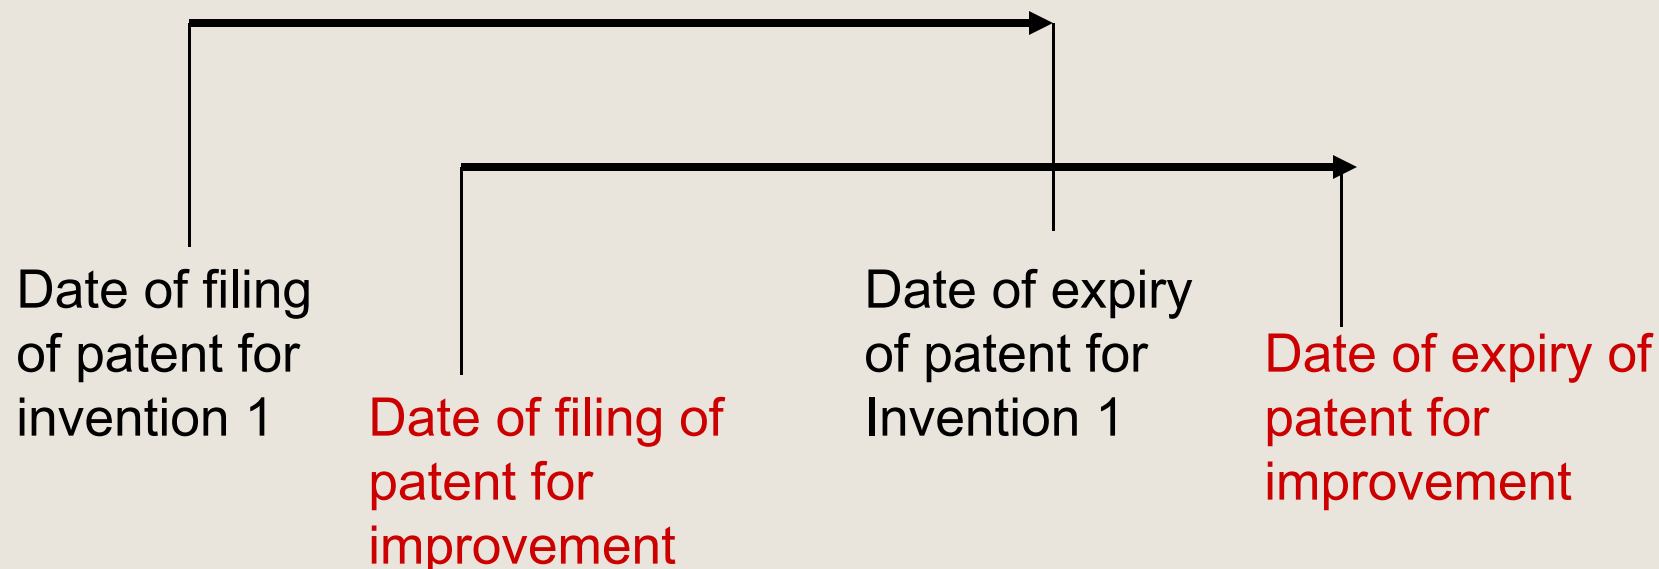 Date of filing
of patent for
invention 1
Date of filing of
patent for
improvement
Date of expiry
of patent for
Invention 1
Date of expiry of
patent for
improvement